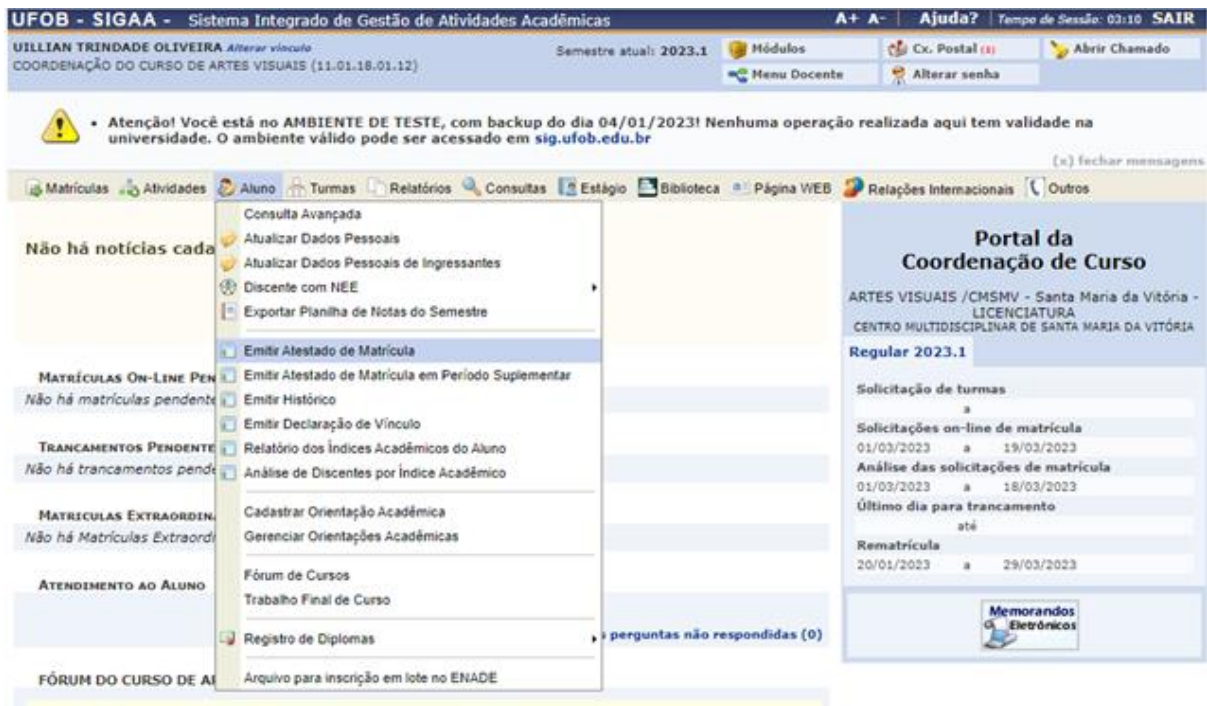 UFOB - SIGAA - Sistema Integrado de Gestão de Atividades Acadêmicas
A+ A- Ajuda? Tempo de Sessão: 03:10 SAIR
UILLIAN TRINDADE OLIVEIRA Alterar vínculo
COORDENAÇÃO DO CURSO DE ARTES VISUAIS (11.01.18.01.12)
Semestre atual: 2023.1
Módulos
Cx. Postal (1)
Abrir Chamado
Menu Docente
Alterar senha
• Atenção! Você está no AMBIENTE DE TESTE, com backup do dia 04/01/2023! Nenhuma operação realizada aqui tem validade na
universidade. O ambiente válido pode ser acessado em sig.ufob.edu.br
(x) fechar mensagens
Matrículas Atividades Aluno Turmas Relatórios Consultas Estágio Biblioteca Página WEB Relações Internacionais Outros
Não há notícias cada
MATRÍCULAS ON-LINE PEN
Não há matrículas pendente
TRANCAMENTOS PENDENTE
Não há trancamentos pende
MATRICULAS EXTRAORDIN
Não há Matrículas Extraord
ATENDIMENTO AO ALUNO
perguntas não respondidas (0)
FÓRUM DO CURSO DE A
Consulta Avançada
Atualizar Dados Pessoais
Atualizar Dados Pessoais de Ingressantes
Discente com NEE
Exportar Planilha de Notas do Semestre
Emitir Atestado de Matrícula
Emitir Atestado de Matrícula em Período Suplementar
Emitir Histórico
Emitir Declaração de Vínculo
Relatório dos Índices Acadêmicos do Aluno
Análise de Discentes por Índice Acadêmico
Cadastrar Orientação Acadêmica
Gerenciar Orientações Acadêmicas
Fórum de Cursos
Trabalho Final de Curso
Registro de Diplomas
Arquivo para inscrição em lote no ENADE
Portal da
Coordenação de Curso
ARTES VISUAIS /CMSMV - Santa Maria da Vitória -
LICENCIATURA
CENTRO MULTIDISCIPLINAR DE SANTA MARIA DA VITÓRIA
Regular 2023.1
Solicitação de turmas
a
Solicitações on-line de matrícula
01/03/2023 a 19/03/2023
Análise das solicitações de matrícula
01/03/2023 a 18/03/2023
Último dia para trancamento
até
Rematrícula
20/01/2023 a 29/03/2023
Memorandos
Eletrônicos